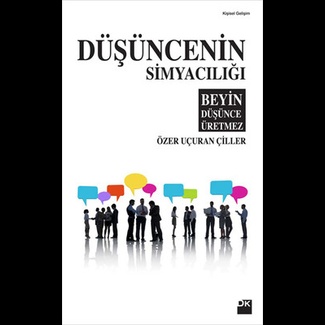 Kişisel Gelişim
DÜŞÜNCENİN
SİMYACILIĞI
BEYİN
DÜŞÜNCE
ÜRETMEZ
ÖZER UÇURAN ÇİLLER
DK